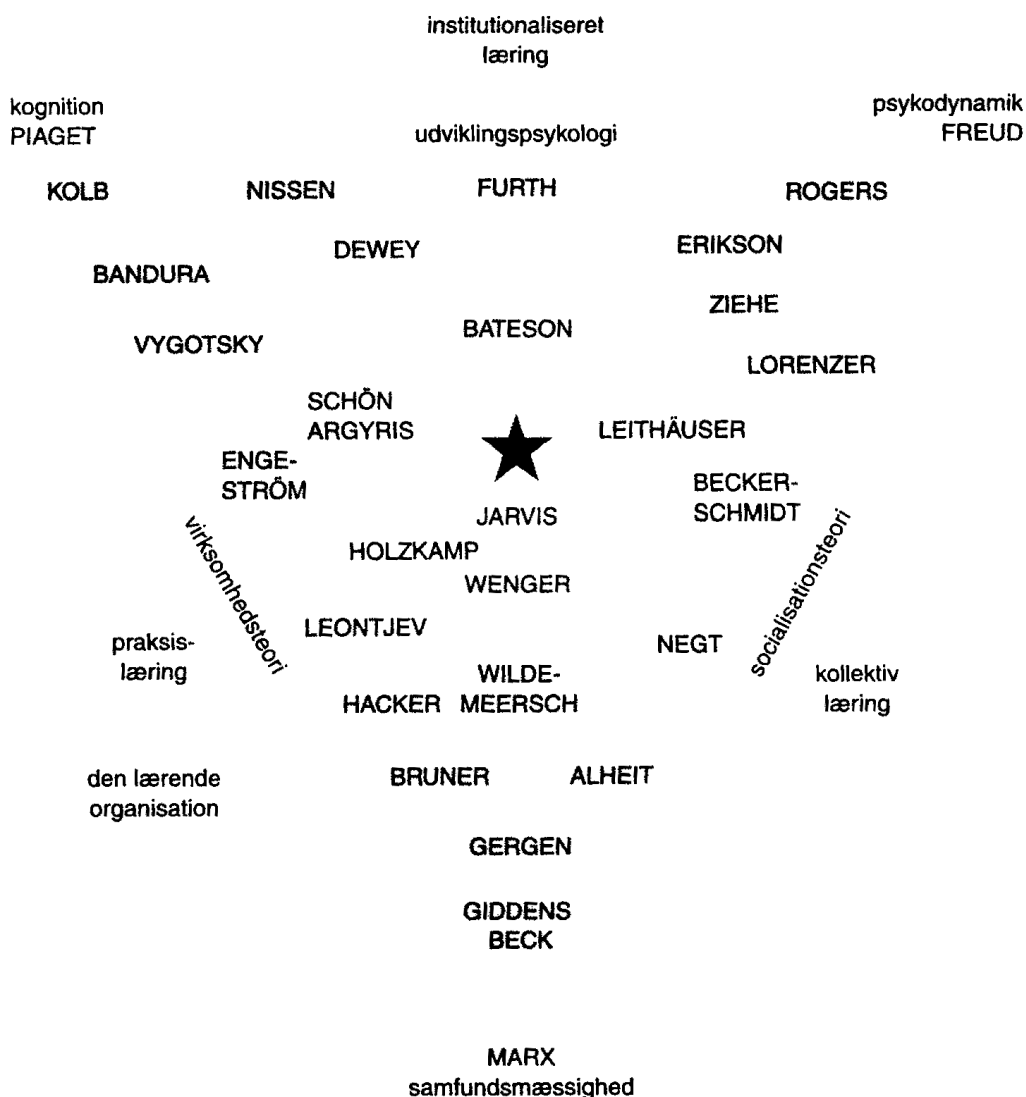 institutionaliseret
læring
kognition
PIAGET
udviklingspsykologi
psykodynamik
FREUD
KOLB
NISSEN
FURTH
ROGERS
DEWEY
ERIKSON
BANDURA
ZIEHE
BATESON
VYGOTSKY
LORENZER
SCHÖN
ARGYRIS
LEITHÄUSER
ENGE-
STRÖM
BECKER-
SCHMIDT
JARVIS
HOLZKAMP
WENGER
virksomhedsteori
socialisationsteori
LEONTJEV
NEGT
praksis-
læring
WILDE-
MEERSCH
HACKER
kollektiv
læring
den lærende
organisation
BRUNER
ALHEIT
GERGEN
GIDDENS
BECK
MARX
samfundsmæssighed